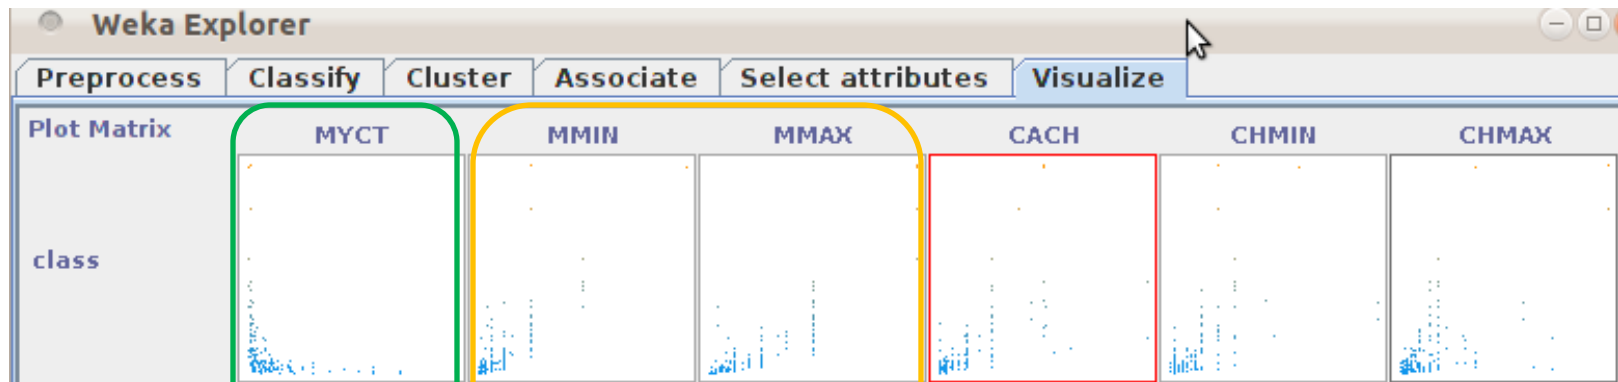 Weka Explorer
Preprocess Classify Cluster Associate Select attributes Visualize
Plot Matrix MYCT MMIN MMAX CACH CHMIN CHMAX
class